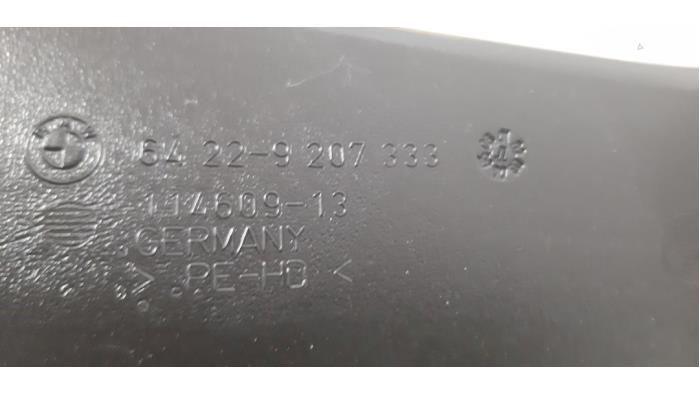 64 22-9 207 333
114609-13
GERMANY
> PE-HD <